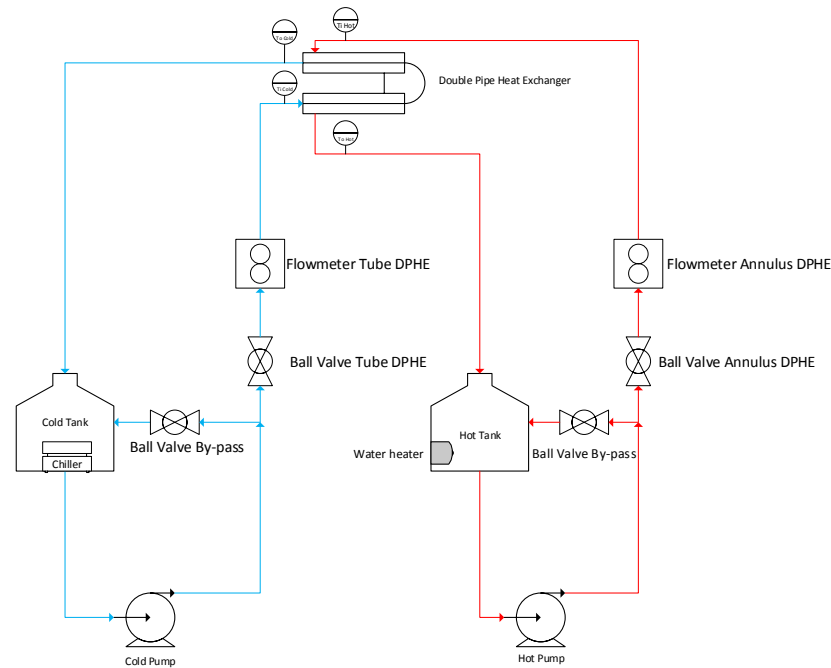 To Cold
Ti Hot
Ti Cold
Double Pipe Heat Exchanger
To Hot
Flowmeter Tube DPHE
Flowmeter Annulus DPHE
Ball Valve Tube DPHE
Ball Valve Annulus DPHE
Cold Tank
Chiller
Ball Valve By-pass
Hot Tank
Water heater
Ball Valve By-pass
Cold Pump
Hot Pump